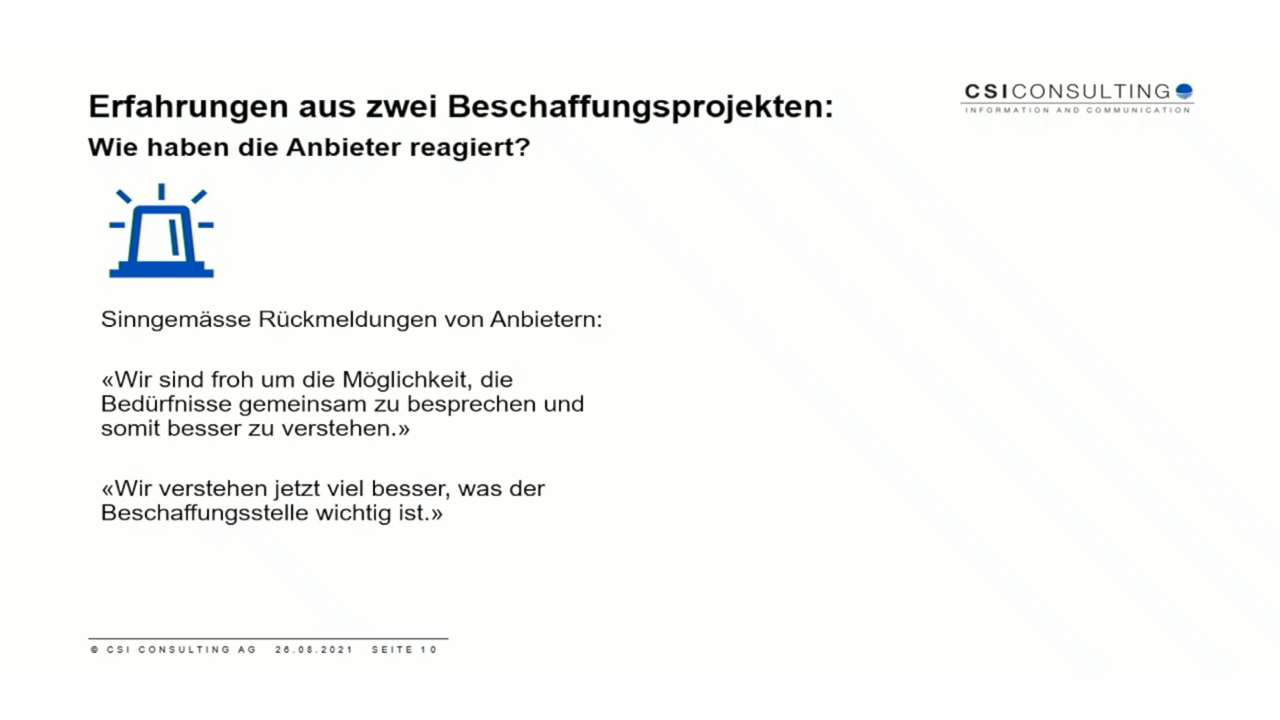 Erfahrungen aus zwei Beschaffungsprojekten:
Wie haben die Anbieter reagiert?
CSICONSULTING
INFORMATION AND COMMUNICATION
Sinngemässe Rückmeldungen von Anbietern:
«Wir sind froh um die Möglichkeit, die
Bedürfnisse gemeinsam zu besprechen und
somit besser zu verstehen.»
«Wir verstehen jetzt viel besser, was der
Beschaffungsstelle wichtig ist.»
© CSI CONSULTING AG 26.08.2021 SEITE 10